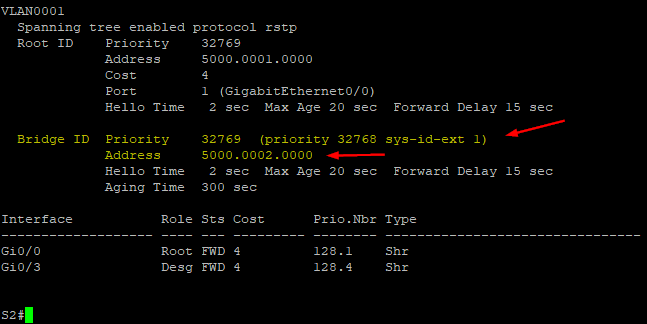 VLAN0001
Spanning tree enabled protocol rstp
Root ID Priority 32769
Address 5000.0001.0000
Cost 4
Port 1 (GigabitEthernet0/0)
Hello Time 2 sec Max Age 20 sec Forward Delay 15 sec
Bridge ID Priority 32769 (priority 32768 sys-id-ext 1)
Address 5000.0002.0000
Hello Time 2 sec Max Age 20 sec Forward Delay 15 sec
Aging Time 300 sec
Interface Role Sts Cost Prio.Nbr Type
------------------- ---- --- --------- -------- --------------------------------
Gi0/0 Root FWD 4 128.1 Shr
Gi0/3 Desg FWD 4 128.4 Shr
S2#